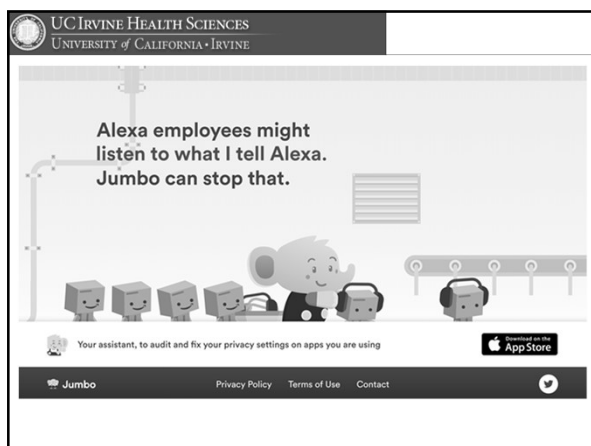 UC IRVINE HEALTH SCIENCES
UNIVERSITY of CALIFORNIA • IRVINE
Alexa employees might
listen to what I tell Alexa.
Jumbo can stop that.
Your assistant, to audit and fix your privacy settings on apps you are using
Download on the
App Store
Jumbo
Privacy Policy
Terms of Use
Contact